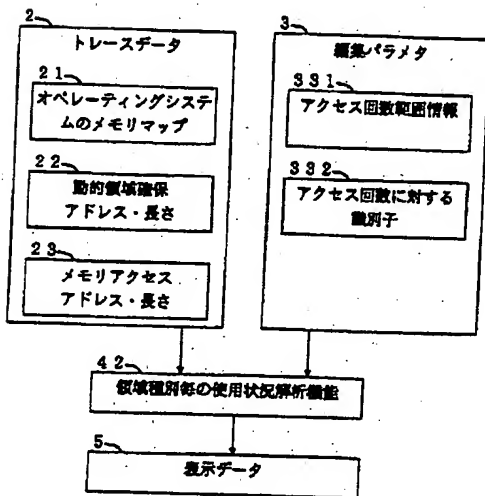 2
トレースデータ
21
オペレーティングシステ
ムのメモリマップ
22
動的領域確保
アドレス・長さ
23
メモリアクセス
アドレス・長さ
3
編集パラメタ
331
アクセス回数範囲情報
332
アクセス回数に対する
識別子
42
領域種別毎の使用状況解析機能
5
表示データ